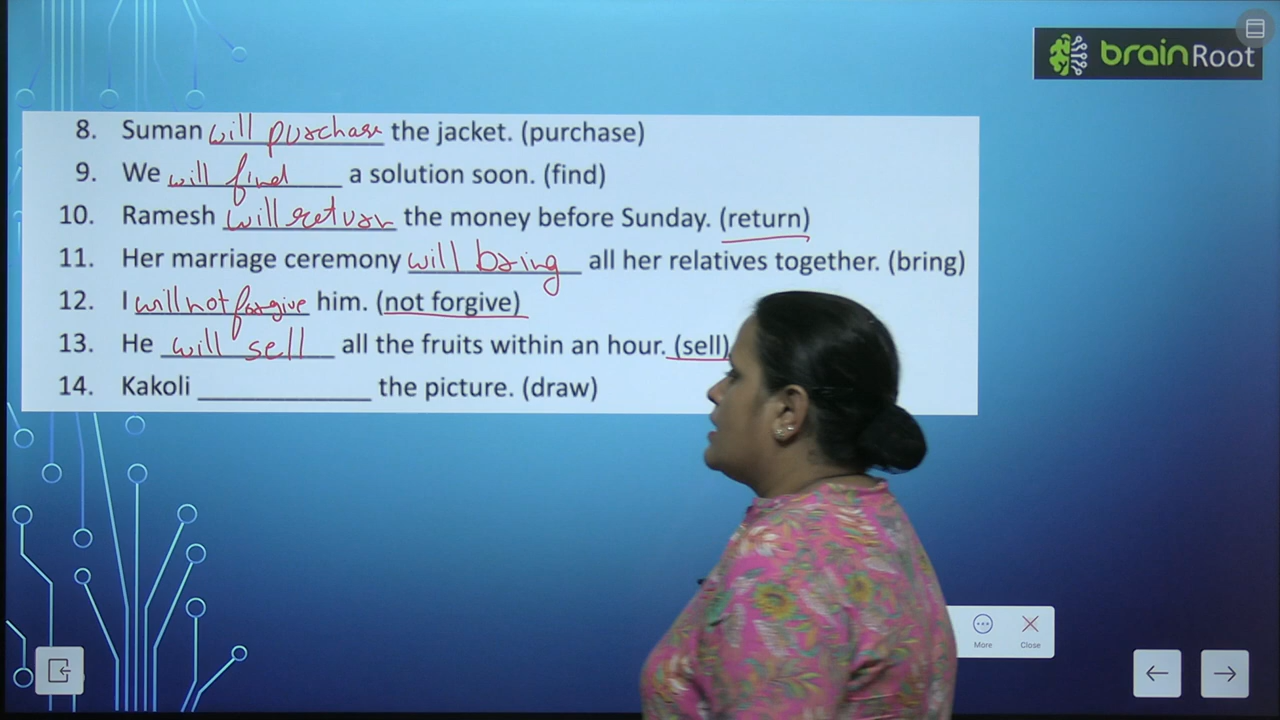 brainRoot
8. Suman will purchase the jacket. (purchase)
9. We will find a solution soon. (find)
10. Ramesh will return the money before Sunday. (return)
11. Her marriage ceremony will bring all her relatives together. (bring)
12. I will not forgive him. (not forgive)
13. He will sell all the fruits within an hour. (sell)
14. Kakoli __________ the picture. (draw)
More Close